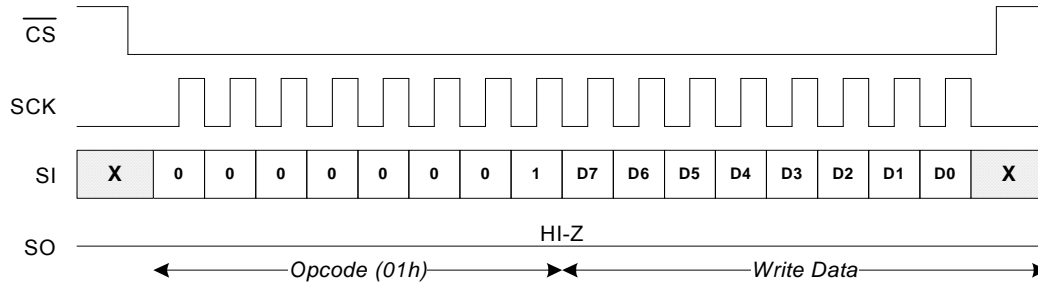 CS
SCK
SI X 0 0 0 0 0 0 0 1 D7 D6 D5 D4 D3 D2 D1 D0 X
HI-Z
SO
Opcode (01h) Write Data